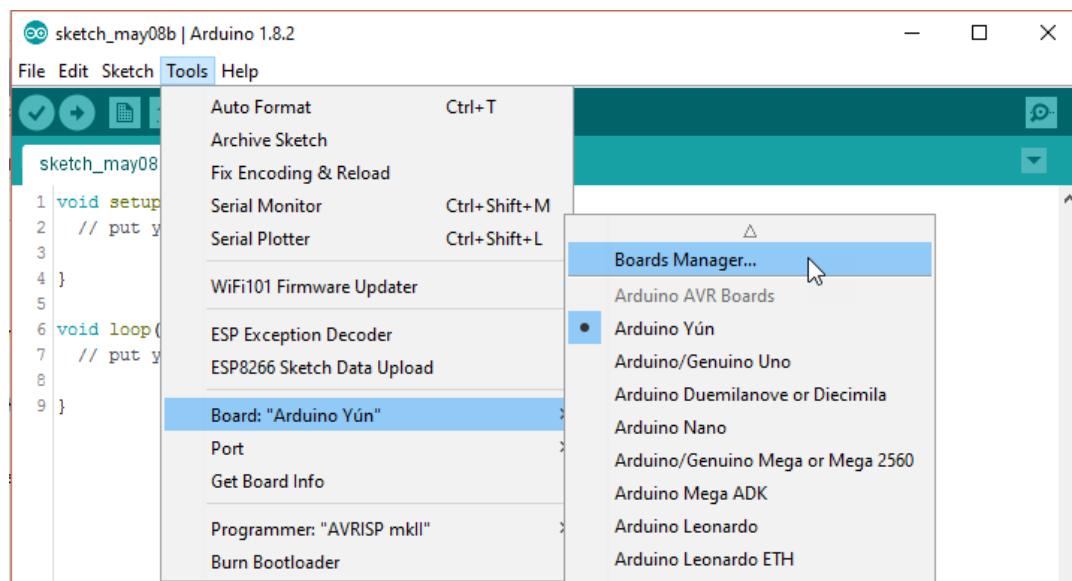 sketch_may08b | Arduino 1.8.2
File Edit Sketch Tools Help
sketch_may08
1 void setup
2 // put y
3
4 }
5
6 void loop(
7 // put y
8
9 }
Auto Format Ctrl+T
Archive Sketch
Fix Encoding & Reload
Serial Monitor Ctrl+Shift+M
Serial Plotter Ctrl+Shift+L
WiFi101 Firmware Updater
ESP Exception Decoder
ESP8266 Sketch Data Upload
Board: "Arduino Yún"
Port
Get Board Info
Programmer: "AVRISP mkII"
Burn Bootloader
Boards Manager...
Arduino AVR Boards
Arduino Yún
Arduino/Genuino Uno
Arduino Duemilanove or Diecimila
Arduino Nano
Arduino/Genuino Mega or Mega 2560
Arduino Mega ADK
Arduino Leonardo
Arduino Leonardo ETH